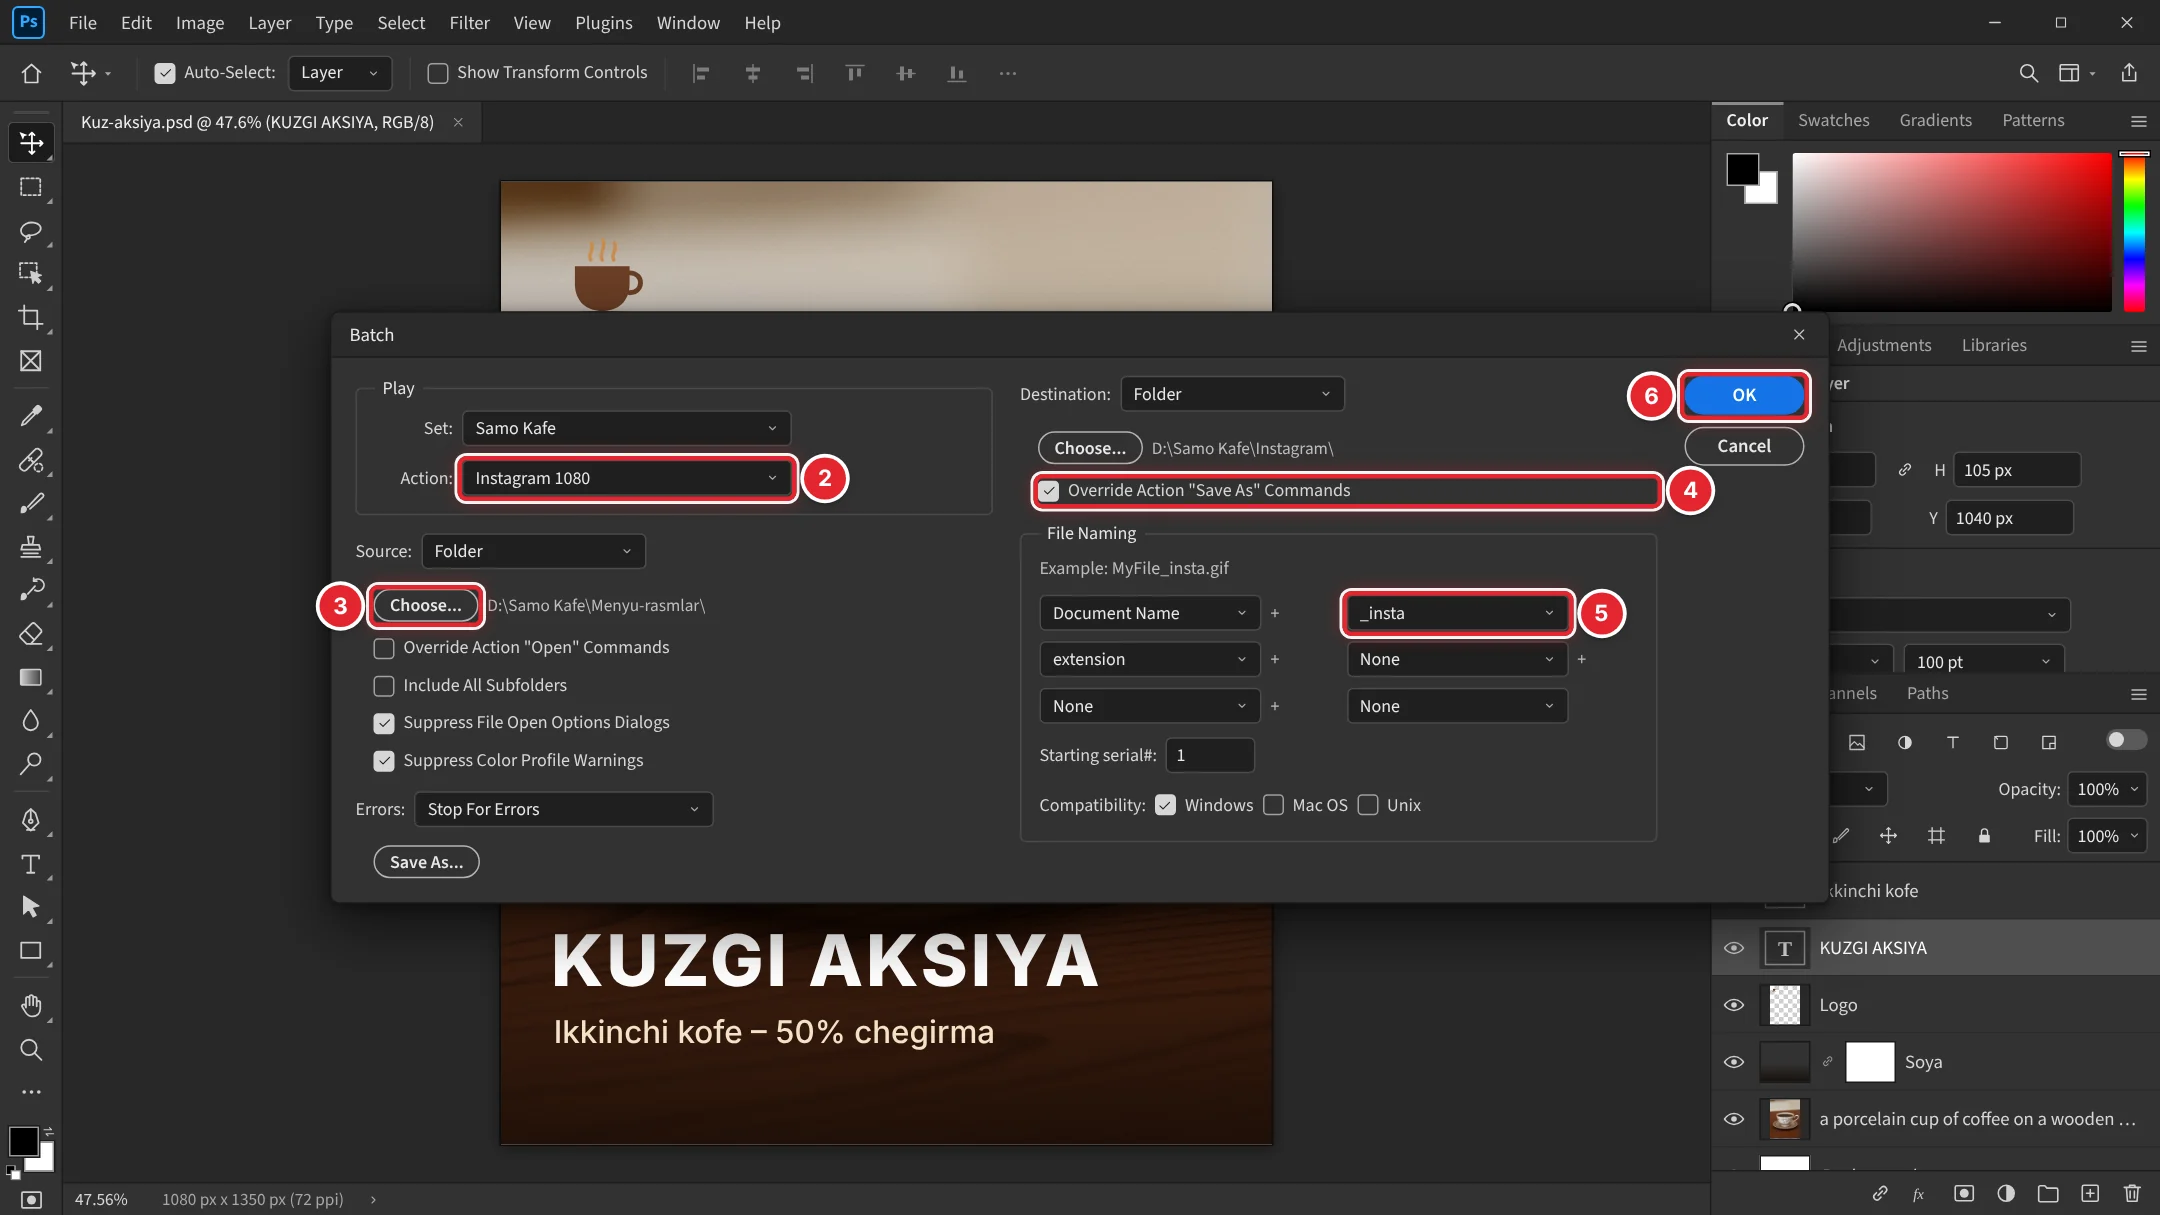 Ps File Edit Image Layer Type Select Filter View Plugins Window Help
Auto-Select: Layer Show Transform Controls
Kuz-aksiya.psd @ 47.6% (KUZGI AKSIYA, RGB/8)
Color Swatches Gradients Patterns
Batch
Adjustments Libraries
Play
Set: Samo Kafe
Action: Instagram 1080
2
Source: Folder
3
Choose... D:\Samo Kafe\Menyu-rasmlar\
Override Action "Open" Commands
Include All Subfolders
Suppress File Open Options Dialogs
Suppress Color Profile Warnings
Errors: Stop For Errors
Save As...
Destination: Folder
Choose... D:\Samo Kafe\Instagram\
Override Action "Save As" Commands
4
File Naming
Example: MyFile_insta.gif
Document Name + _insta
5
extension + None +
None + None
Starting serial#: 1
Compatibility: Windows Mac OS Unix
6
OK
Cancel
yer
H 105 px
Y 1040 px
100 pt
annels Paths
Opacity: 100%
Fill: 100%
kkinchi kofe
T KUZGI AKSIYA
Logo
Soya
a porcelain cup of coffee on a wooden ...
fx
KUZGI AKSIYA
Ikkinchi kofe – 50% chegirma
47.56% 1080 px x 1350 px (72 ppi)